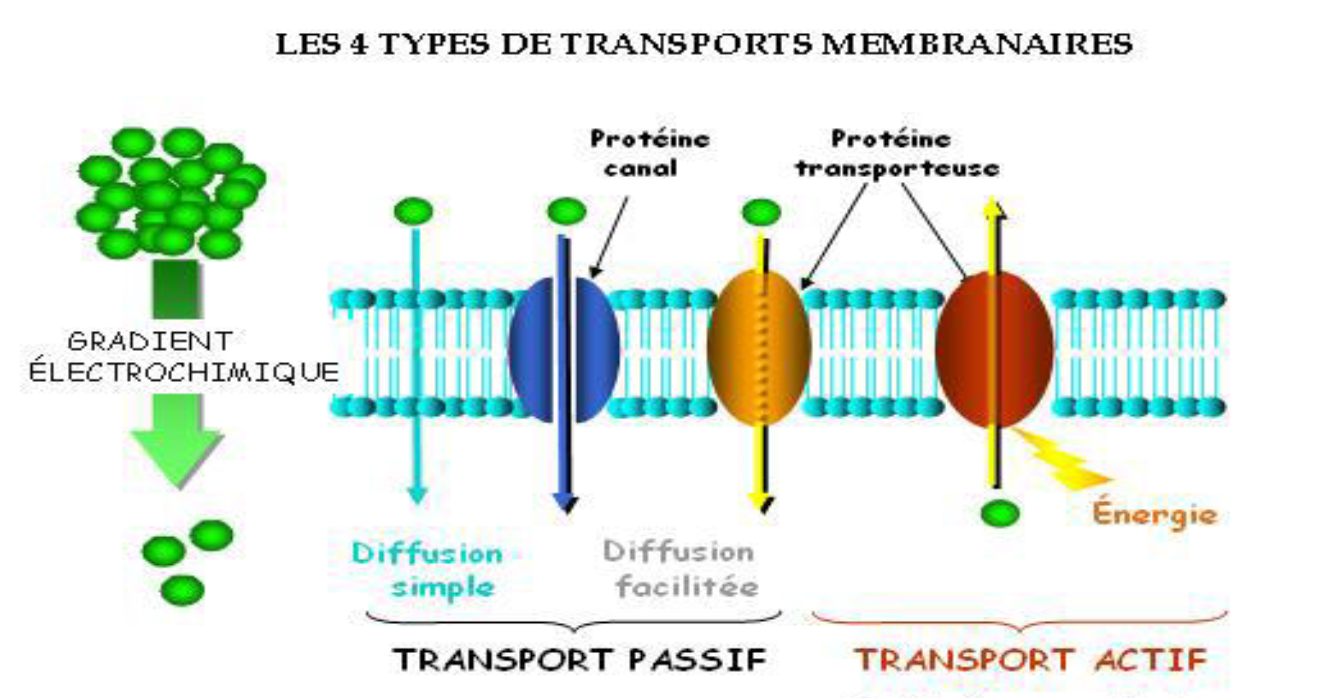 LES 4 TYPES DE TRANSPORTS MEMBRANAIRES
Protéine
canal
Protéine
transporteuse
GRADIENT
ÉLECTROCHIMIQUE
Énergie
Diffusion
simple
Diffusion
facilitée
TRANSPORT PASSIF
TRANSPORT ACTIF